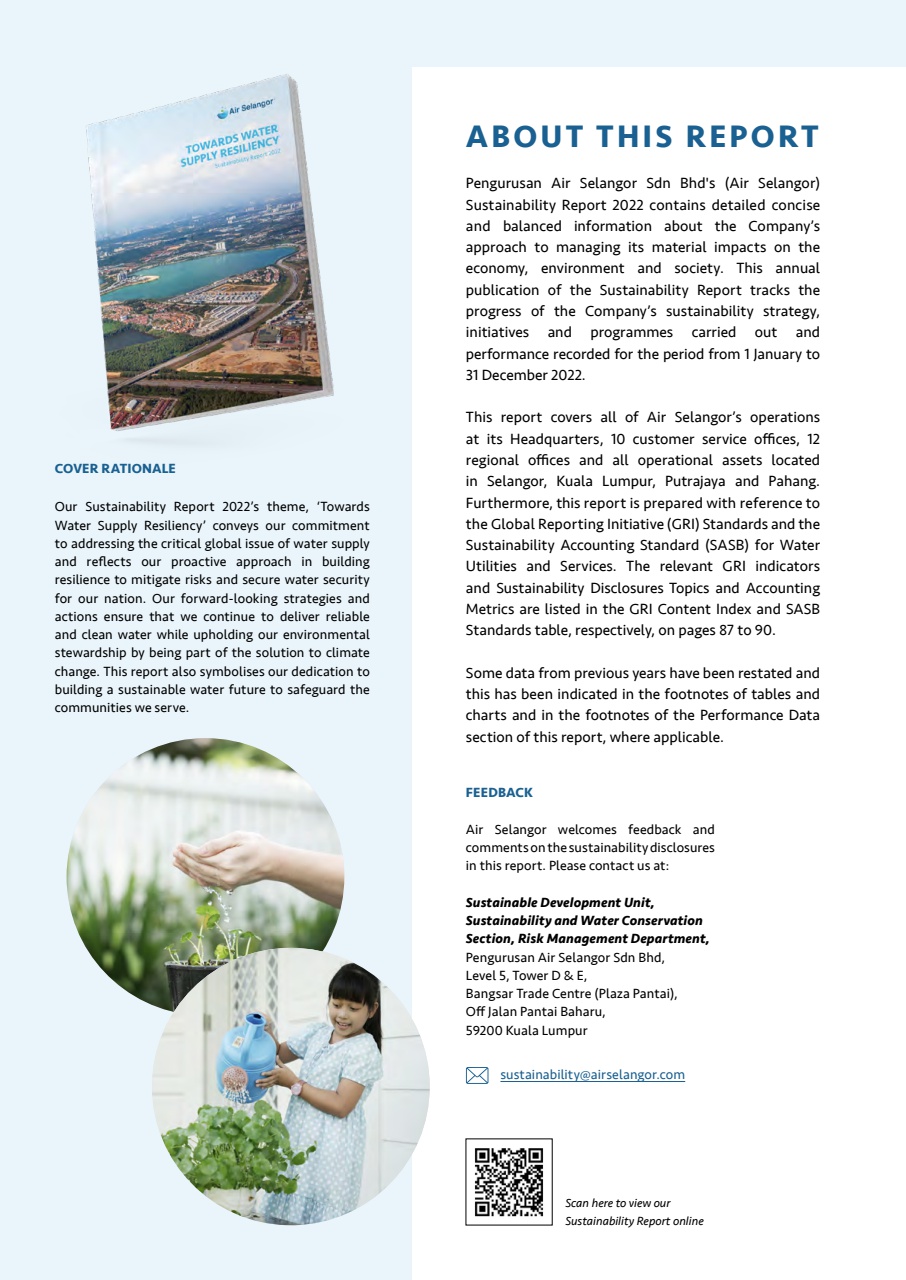 Air Selangor
TOWARDS WATER
SUPPLY RESILIENCY
Sustainability Report 2022
COVER RATIONALE
Our Sustainability Report 2022's theme, 'Towards
Water Supply Resiliency' conveys our commitment
to addressing the critical global issue of water supply
and reflects our proactive approach in building
resilience to mitigate risks and secure water security
for our nation. Our forward-looking strategies and
actions ensure that we continue to deliver reliable
and clean water while upholding our environmental
stewardship by being part of the solution to climate
change. This report also symbolises our dedication to
building a sustainable water future to safeguard the
communities we serve.
ABOUT THIS REPORT
Pengurusan Air Selangor Sdn Bhd's (Air Selangor)
Sustainability Report 2022 contains detailed concise
and balanced information about the Company's
approach to managing its material impacts on the
economy, environment and society. This annual
publication of the Sustainability Report tracks the
progress of the Company's sustainability strategy,
initiatives and programmes carried out and
performance recorded for the period from 1 January to
31 December 2022.
This report covers all of Air Selangor's operations
at its Headquarters, 10 customer service offices, 12
regional offices and all operational assets located
in Selangor, Kuala Lumpur, Putrajaya and Pahang.
Furthermore, this report is prepared with reference to
the Global Reporting Initiative (GRI) Standards and the
Sustainability Accounting Standard (SASB) for Water
Utilities and Services. The relevant GRI indicators
and Sustainability Disclosures Topics and Accounting
Metrics are listed in the GRI Content Index and SASB
Standards table, respectively, on pages 87 to 90.
Some data from previous years have been restated and
this has been indicated in the footnotes of tables and
charts and in the footnotes of the Performance Data
section of this report, where applicable.
FEEDBACK
Air Selangor welcomes feedback and
comments on the sustainability disclosures
in this report. Please contact us at:
Sustainable Development Unit,
Sustainability and Water Conservation
Section, Risk Management Department,
Pengurusan Air Selangor Sdn Bhd,
Level 5, Tower D & E,
Bangsar Trade Centre (Plaza Pantai),
Off Jalan Pantai Baharu,
59200 Kuala Lumpur
sustainability@airselangor.com
Scan here to view our
Sustainability Report online